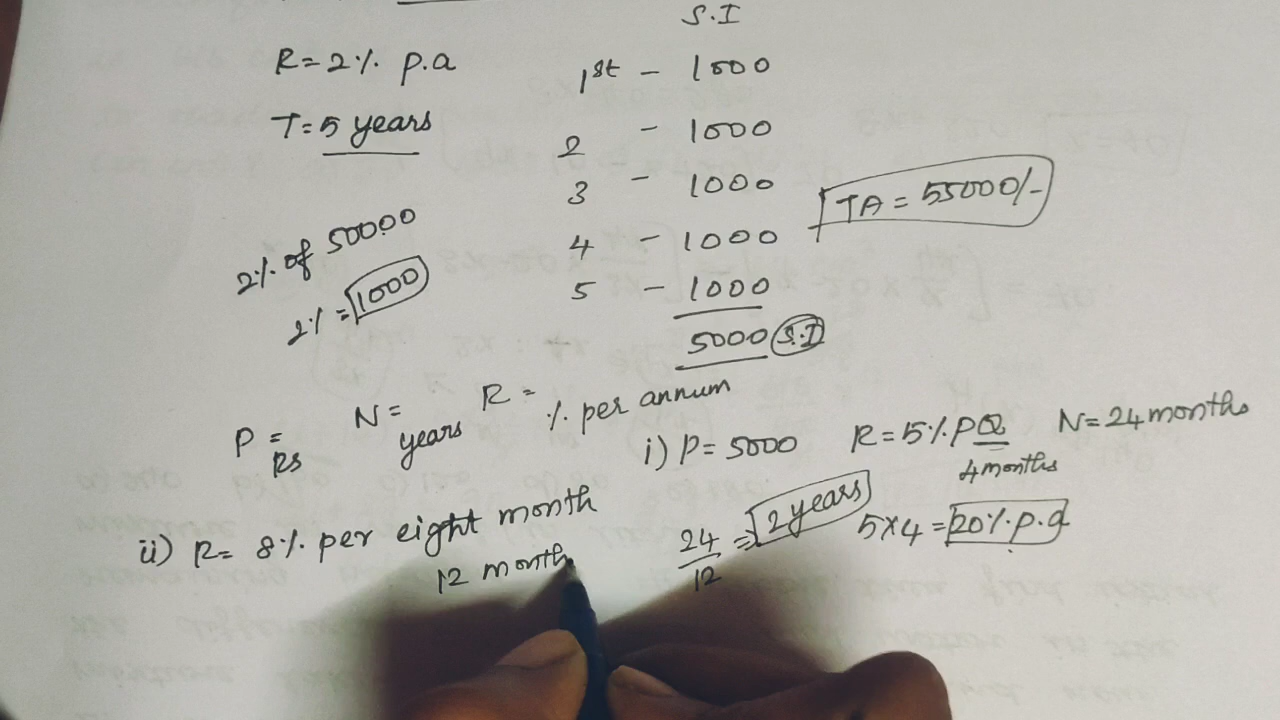 S.I
R=2% p.a
1st - 1000
T=5 years
2 - 1000
3 - 1000
TA = 55000/-
2% of 50000
4 - 1000
2% = 1000
5 - 1000
5000 S.I
P = Rs
N = years
R = % per annum
i) P= 5000 R=5% PQ N=24 months
4 months
24/12 = 2 years
5×4 = 20% p.a
ii) R= 8% per eight month
12 month